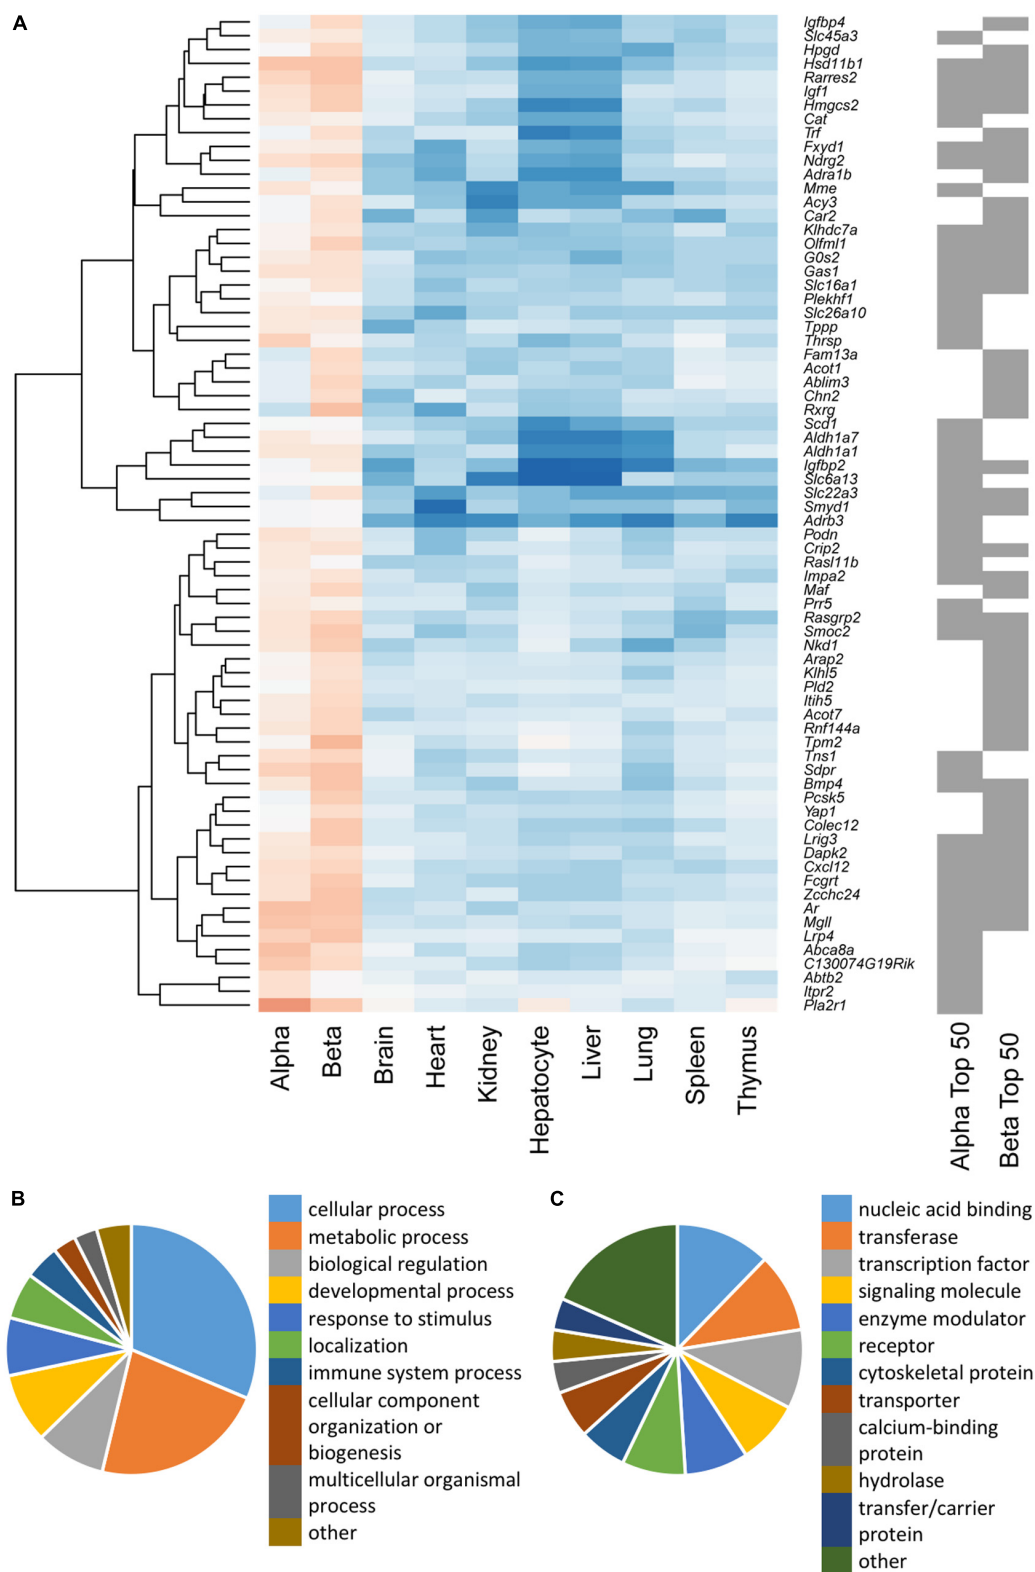 A
Igfbp4
Slc45a3
Hpgd
Hsd11b1
Rarres2
Igf1
Hmgcs2
Cat
Trf
Fxyd1
Ndrg2
Adra1b
Mme
Acy3
Car2
Klhdc7a
Olfml1
G0s2
Gas1
Slc16a1
Plekhf1
Slc26a10
Tppp
Thrsp
Fam13a
Acot1
Ablim3
Chn2
Rxrg
Scd1
Aldh1a7
Aldh1a1
Igfbp2
Slc6a13
Slc22a3
Smyd1
Adrb3
Podn
Crip2
Rasl11b
Impa2
Maf
Prr5
Rasgrp2
Smoc2
Nkd1
Arap2
Klhl5
Pld2
Itih5
Acot7
Rnf144a
Tpm2
Tns1
Sdpr
Bmp4
Pcsk5
Yap1
Colec12
Lrig3
Dapk2
Cxcl12
Fcgrt
Zcchc24
Ar
Mgll
Lrp4
Abca8a
C130074G19Rik
Abtb2
Itpr2
Pla2r1
Alpha
Beta
Brain
Heart
Kidney
Hepatocyte
Liver
Lung
Spleen
Thymus
Alpha Top 50
Beta Top 50
B
cellular process
metabolic process
biological regulation
developmental process
response to stimulus
localization
immune system process
cellular component
organization or
biogenesis
multicellular organismal
process
other
C
nucleic acid binding
transferase
transcription factor
signaling molecule
enzyme modulator
receptor
cytoskeletal protein
transporter
calcium-binding
protein
hydrolase
transfer/carrier
protein
other